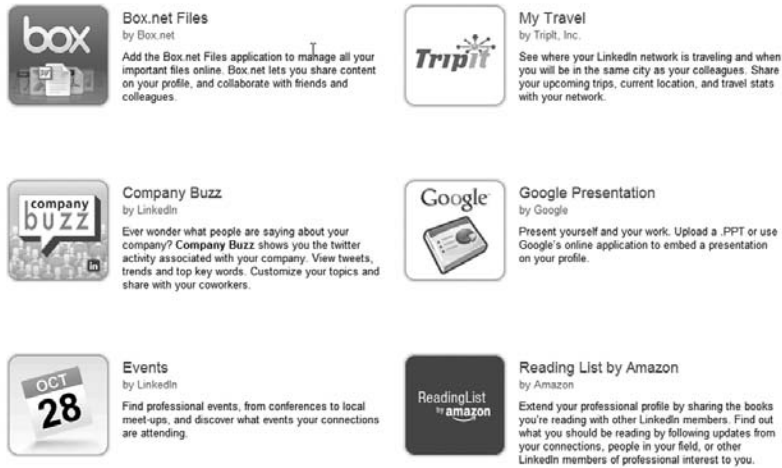 box
Box.net Files
by Box.net
Add the Box.net Files application to manage all your
important files online. Box.net lets you share content
on your profile, and collaborate with friends and
colleagues.
TripIt
My Travel
by TripIt, Inc.
See where your LinkedIn network is traveling and when
you will be in the same city as your colleagues. Share
your upcoming trips, current location, and travel stats
with your network.
company
buzz
in
Company Buzz
by LinkedIn
Ever wonder what people are saying about your
company? Company Buzz shows you the twitter
activity associated with your company. View tweets,
trends and top key words. Customize your topics and
share with your coworkers.
Google
Google Presentation
by Google
Present yourself and your work. Upload a .PPT or use
Google's online application to embed a presentation
on your profile.
OCT
28
Events
by LinkedIn
Find professional events, from conferences to local
meet-ups, and discover what events your connections
are attending.
ReadingList
by amazon
Reading List by Amazon
by Amazon
Extend your professional profile by sharing the books
you're reading with other LinkedIn members. Find out
what you should be reading by following updates from
your connections, people in your field, or other
LinkedIn members of professional interest to you.